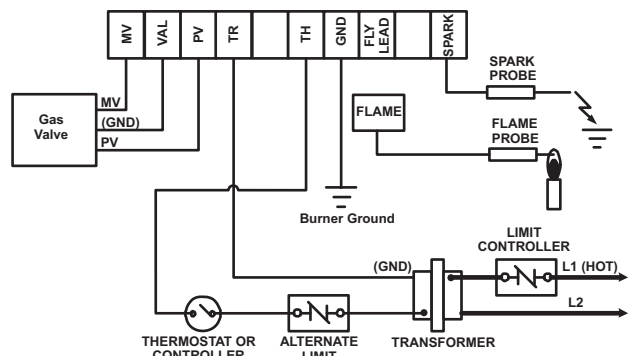 MV
VAL
PV
TR
TH
GND
FLY
LEAD
SPARK
SPARK
PROBE
Gas
Valve
MV
(GND)
PV
FLAME
FLAME
PROBE
Burner Ground
LIMIT
CONTROLLER
(GND)
L1 (HOT)
L2
THERMOSTAT OR
CONTROLLER
ALTERNATE
LIMIT
TRANSFORMER